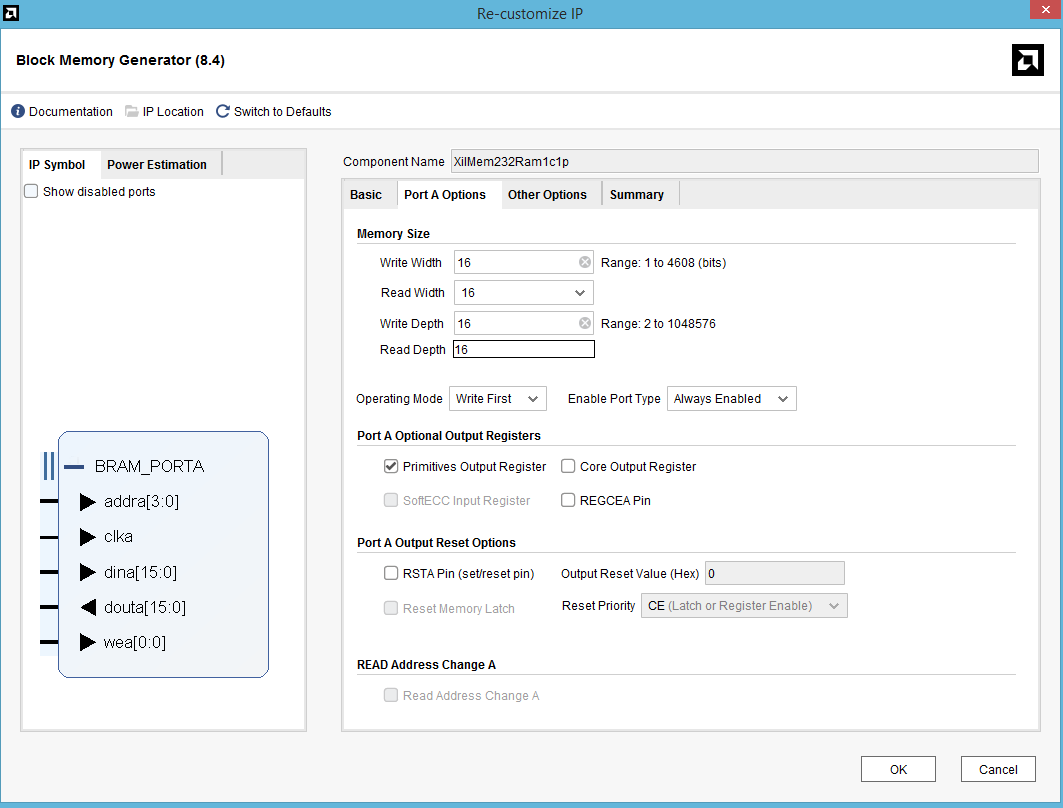 Re-customize IP
Block Memory Generator (8.4)
Documentation IP Location Switch to Defaults
IP Symbol Power Estimation
Show disabled ports
BRAM_PORTA
addra[3:0]
clka
dina[15:0]
douta[15:0]
wea[0:0]
Component Name XilMem232Ram1c1p
Basic Port A Options Other Options Summary
Memory Size
Write Width 16 Range: 1 to 4608 (bits)
Read Width 16
Write Depth 16 Range: 2 to 1048576
Read Depth 16
Operating Mode Write First Enable Port Type Always Enabled
Port A Optional Output Registers
Primitives Output Register Core Output Register
SoftECC Input Register REGCEA Pin
Port A Output Reset Options
RSTA Pin (set/reset pin) Output Reset Value (Hex) 0
Reset Memory Latch Reset Priority CE (Latch or Register Enable)
READ Address Change A
Read Address Change A
OK Cancel